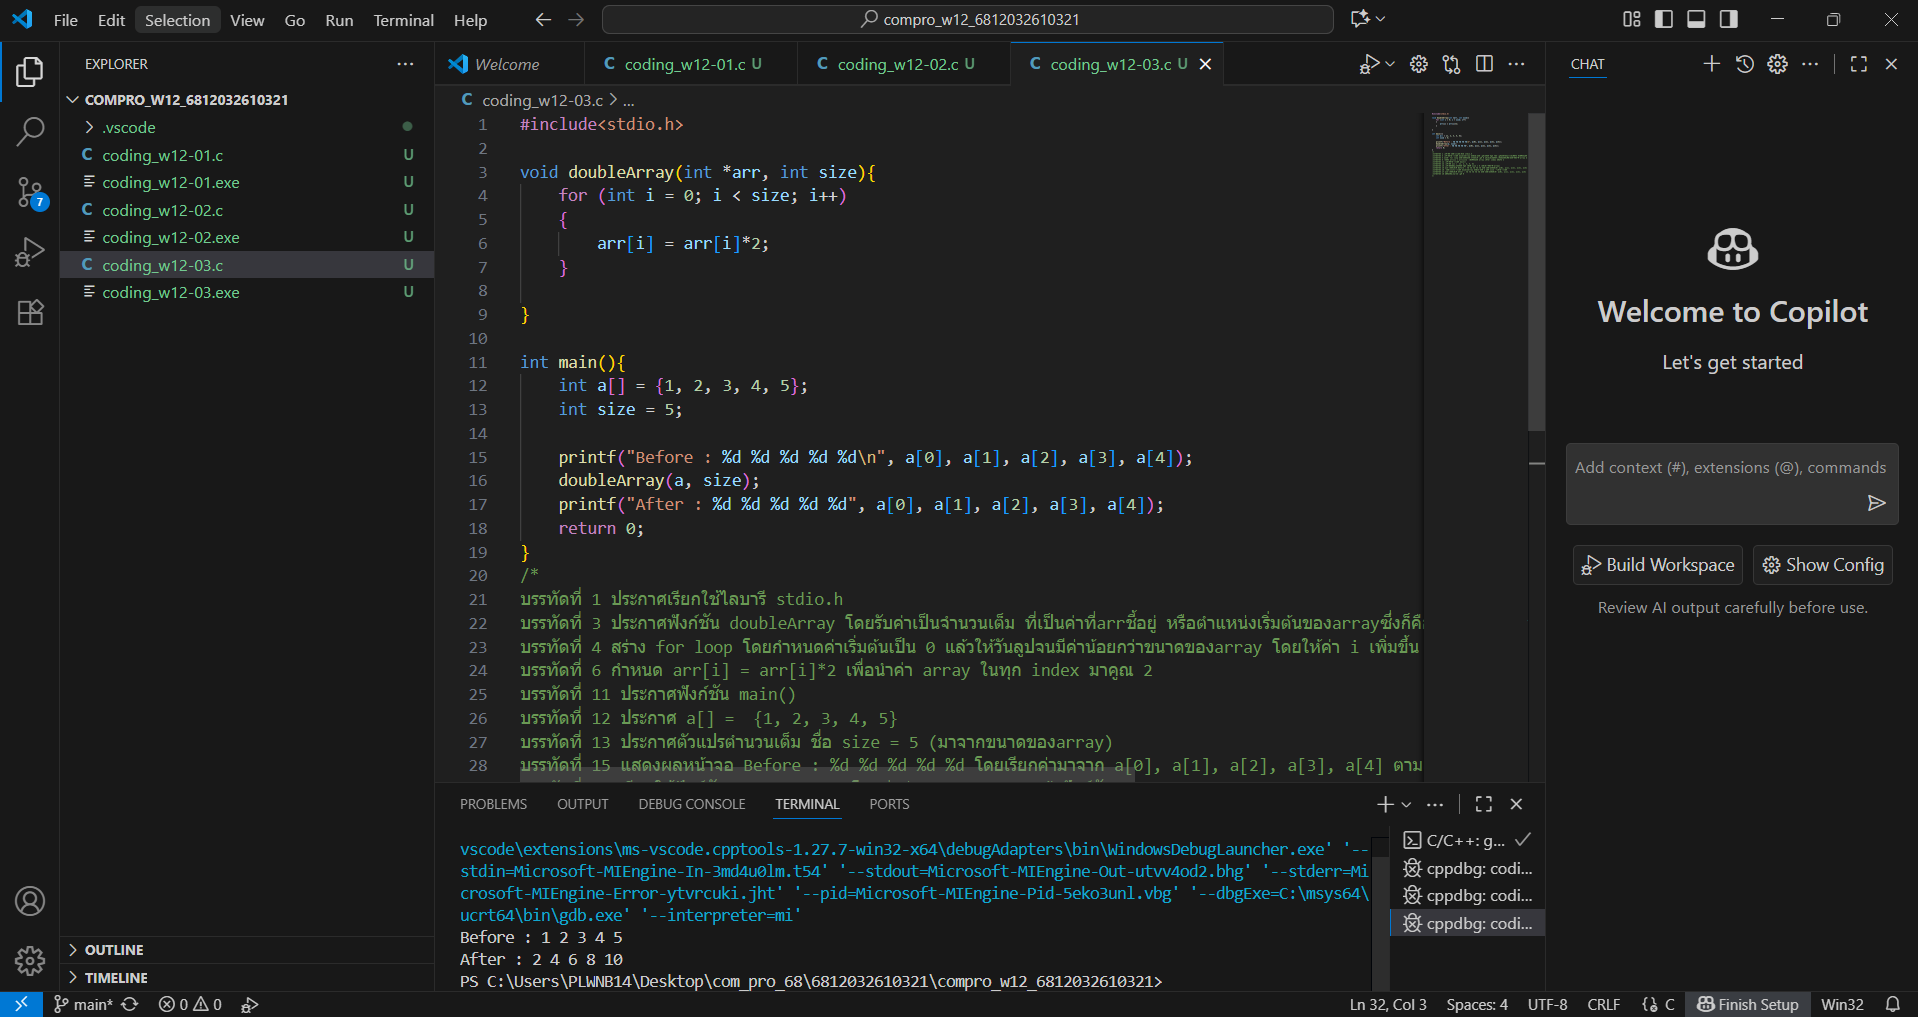 File Edit Selection View Go Run Terminal Help
compro_w12_6812032610321
EXPLORER
COMPRO_W12_6812032610321
.vscode
C coding_w12-01.c U
coding_w12-01.exe U
C coding_w12-02.c U
coding_w12-02.exe U
C coding_w12-03.c U
coding_w12-03.exe U
7
OUTLINE
TIMELINE
Welcome
C coding_w12-01.c U
C coding_w12-02.c U
C coding_w12-03.c U
C coding_w12-03.c > ...
1 #include<stdio.h>
2
3 void doubleArray(int *arr, int size){
4 for (int i = 0; i < size; i++)
5 {
6 arr[i] = arr[i]*2;
7 }
8
9 }
10
11 int main(){
12 int a[] = {1, 2, 3, 4, 5};
13 int size = 5;
14
15 printf("Before : %d %d %d %d %d\n", a[0], a[1], a[2], a[3], a[4]);
16 doubleArray(a, size);
17 printf("After : %d %d %d %d %d", a[0], a[1], a[2], a[3], a[4]);
18 return 0;
19 }
20 /*
21 บรรทัดที่ 1 ประกาศเรียกใช้ไลบารี stdio.h
22 บรรทัดที่ 3 ประกาศฟังก์ชัน doubleArray โดยรับค่าเป็นจำนวนเต็ม ที่เป็นค่าที่arrชี้อยู่ หรือตำแหน่งเริ่มต้นของarrayซึ่งก็คือ
23 บรรทัดที่ 4 สร่าง for loop โดยกำหนดค่าเริ่มต้นเป็น 0 แล้วให้วันลูปจนมีค่าน้อยกว่าขนาดของarray โดยให้ค่า i เพิ่มขึ้น
24 บรรทัดที่ 6 กำหนด arr[i] = arr[i]*2 เพื่อนำค่า array ในทุก index มาคูณ 2
25 บรรทัดที่ 11 ประกาศฟังก์ชัน main()
26 บรรทัดที่ 12 ประกาศ a[] =  {1, 2, 3, 4, 5}
27 บรรทัดที่ 13 ประกาศตัวแปรตำนวนเต็ม ชื่อ size = 5 (มาจากขนาดของarray)
28 บรรทัดที่ 15 แสดงผลหน้าจอ Before : %d %d %d %d %d โดยเรียกค่ามาจาก a[0], a[1], a[2], a[3], a[4] ตาม
PROBLEMS OUTPUT DEBUG CONSOLE TERMINAL PORTS
vscode\extensions\ms-vscode.cpptools-1.27.7-win32-x64\debugAdapters\bin\WindowsDebugLauncher.exe' '--
stdin=Microsoft-MIEngine-In-3md4u0lm.t54' '--stdout=Microsoft-MIEngine-Out-utvv4od2.bhg' '--stderr=Mi
crosoft-MIEngine-Error-ytvrcuki.jht' '--pid=Microsoft-MIEngine-Pid-5eko3unl.vbg' '--dbgExe=C:\msys64\
ucrt64\bin\gdb.exe' '--interpreter=mi'
Before : 1 2 3 4 5
After : 2 4 6 8 10
PS C:\Users\PLWNB14\Desktop\com_pro_68\6812032610321\compro_w12_6812032610321>
C/C++: g...
cppdbg: codi...
cppdbg: codi...
cppdbg: codi...
CHAT
Welcome to Copilot
Let's get started
Add context (#), extensions (@), commands
Build Workspace
Show Config
Review AI output carefully before use.
main* 0 0
Ln 32, Col 3 Spaces: 4 UTF-8 CRLF C Finish Setup Win32